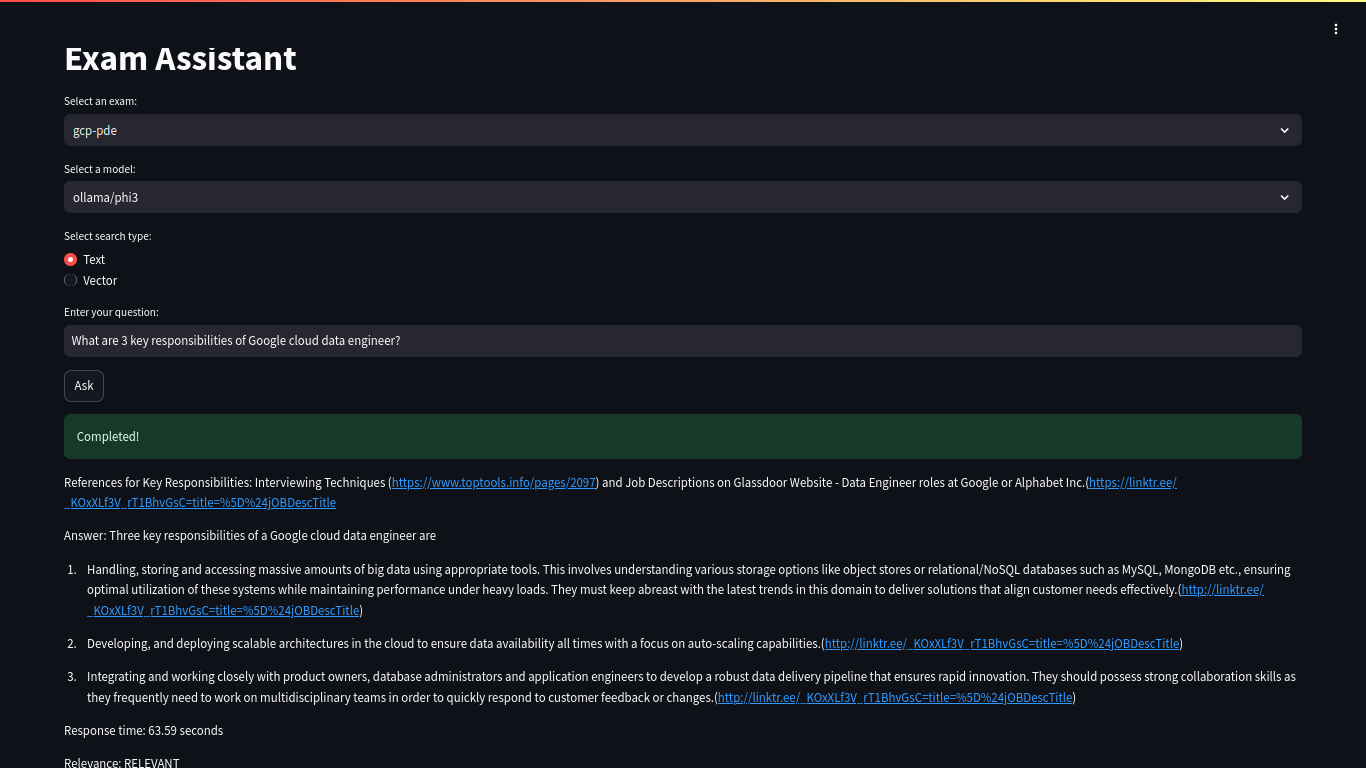 Exam Assistant
Select an exam:
gcp-pde
Select a model:
ollama/phi3
Select search type:
Text
Vector
Enter your question:
What are 3 key responsibilities of Google cloud data engineer?
Ask
Completed!
References for Key Responsibilities: Interviewing Techniques (https://www.toptools.info/pages/2097) and Job Descriptions on Glassdoor Website - Data Engineer roles at Google or Alphabet Inc.(https://linktr.ee/
_KOxXLf3V_rT1BhvGsC=title=%5D%24jOBDescTitle
Answer: Three key responsibilities of a Google cloud data engineer are
1. Handling, storing and accessing massive amounts of big data using appropriate tools. This involves understanding various storage options like object stores or relational/NoSQL databases such as MySQL, MongoDB etc., ensuring
optimal utilization of these systems while maintaining performance under heavy loads. They must keep abreast with the latest trends in this domain to deliver solutions that align customer needs effectively.(http://linktr.ee/
_KOxXLf3V_rT1BhvGsC=title=%5D%24jOBDescTitle)
2. Developing, and deploying scalable architectures in the cloud to ensure data availability all times with a focus on auto-scaling capabilities.(http://linktr.ee/_KOxXLf3V_rT1BhvGsC=title=%5D%24jOBDescTitle)
3. Integrating and working closely with product owners, database administrators and application engineers to develop a robust data delivery pipeline that ensures rapid innovation. They should possess strong collaboration skills as
they frequently need to work on multidisciplinary teams in order to quickly respond to customer feedback or changes.(http://linktr.ee/_KOxXLf3V_rT1BhvGsC=title=%5D%24jOBDescTitle)
Response time: 63.59 seconds
Relevance: RELEVANT